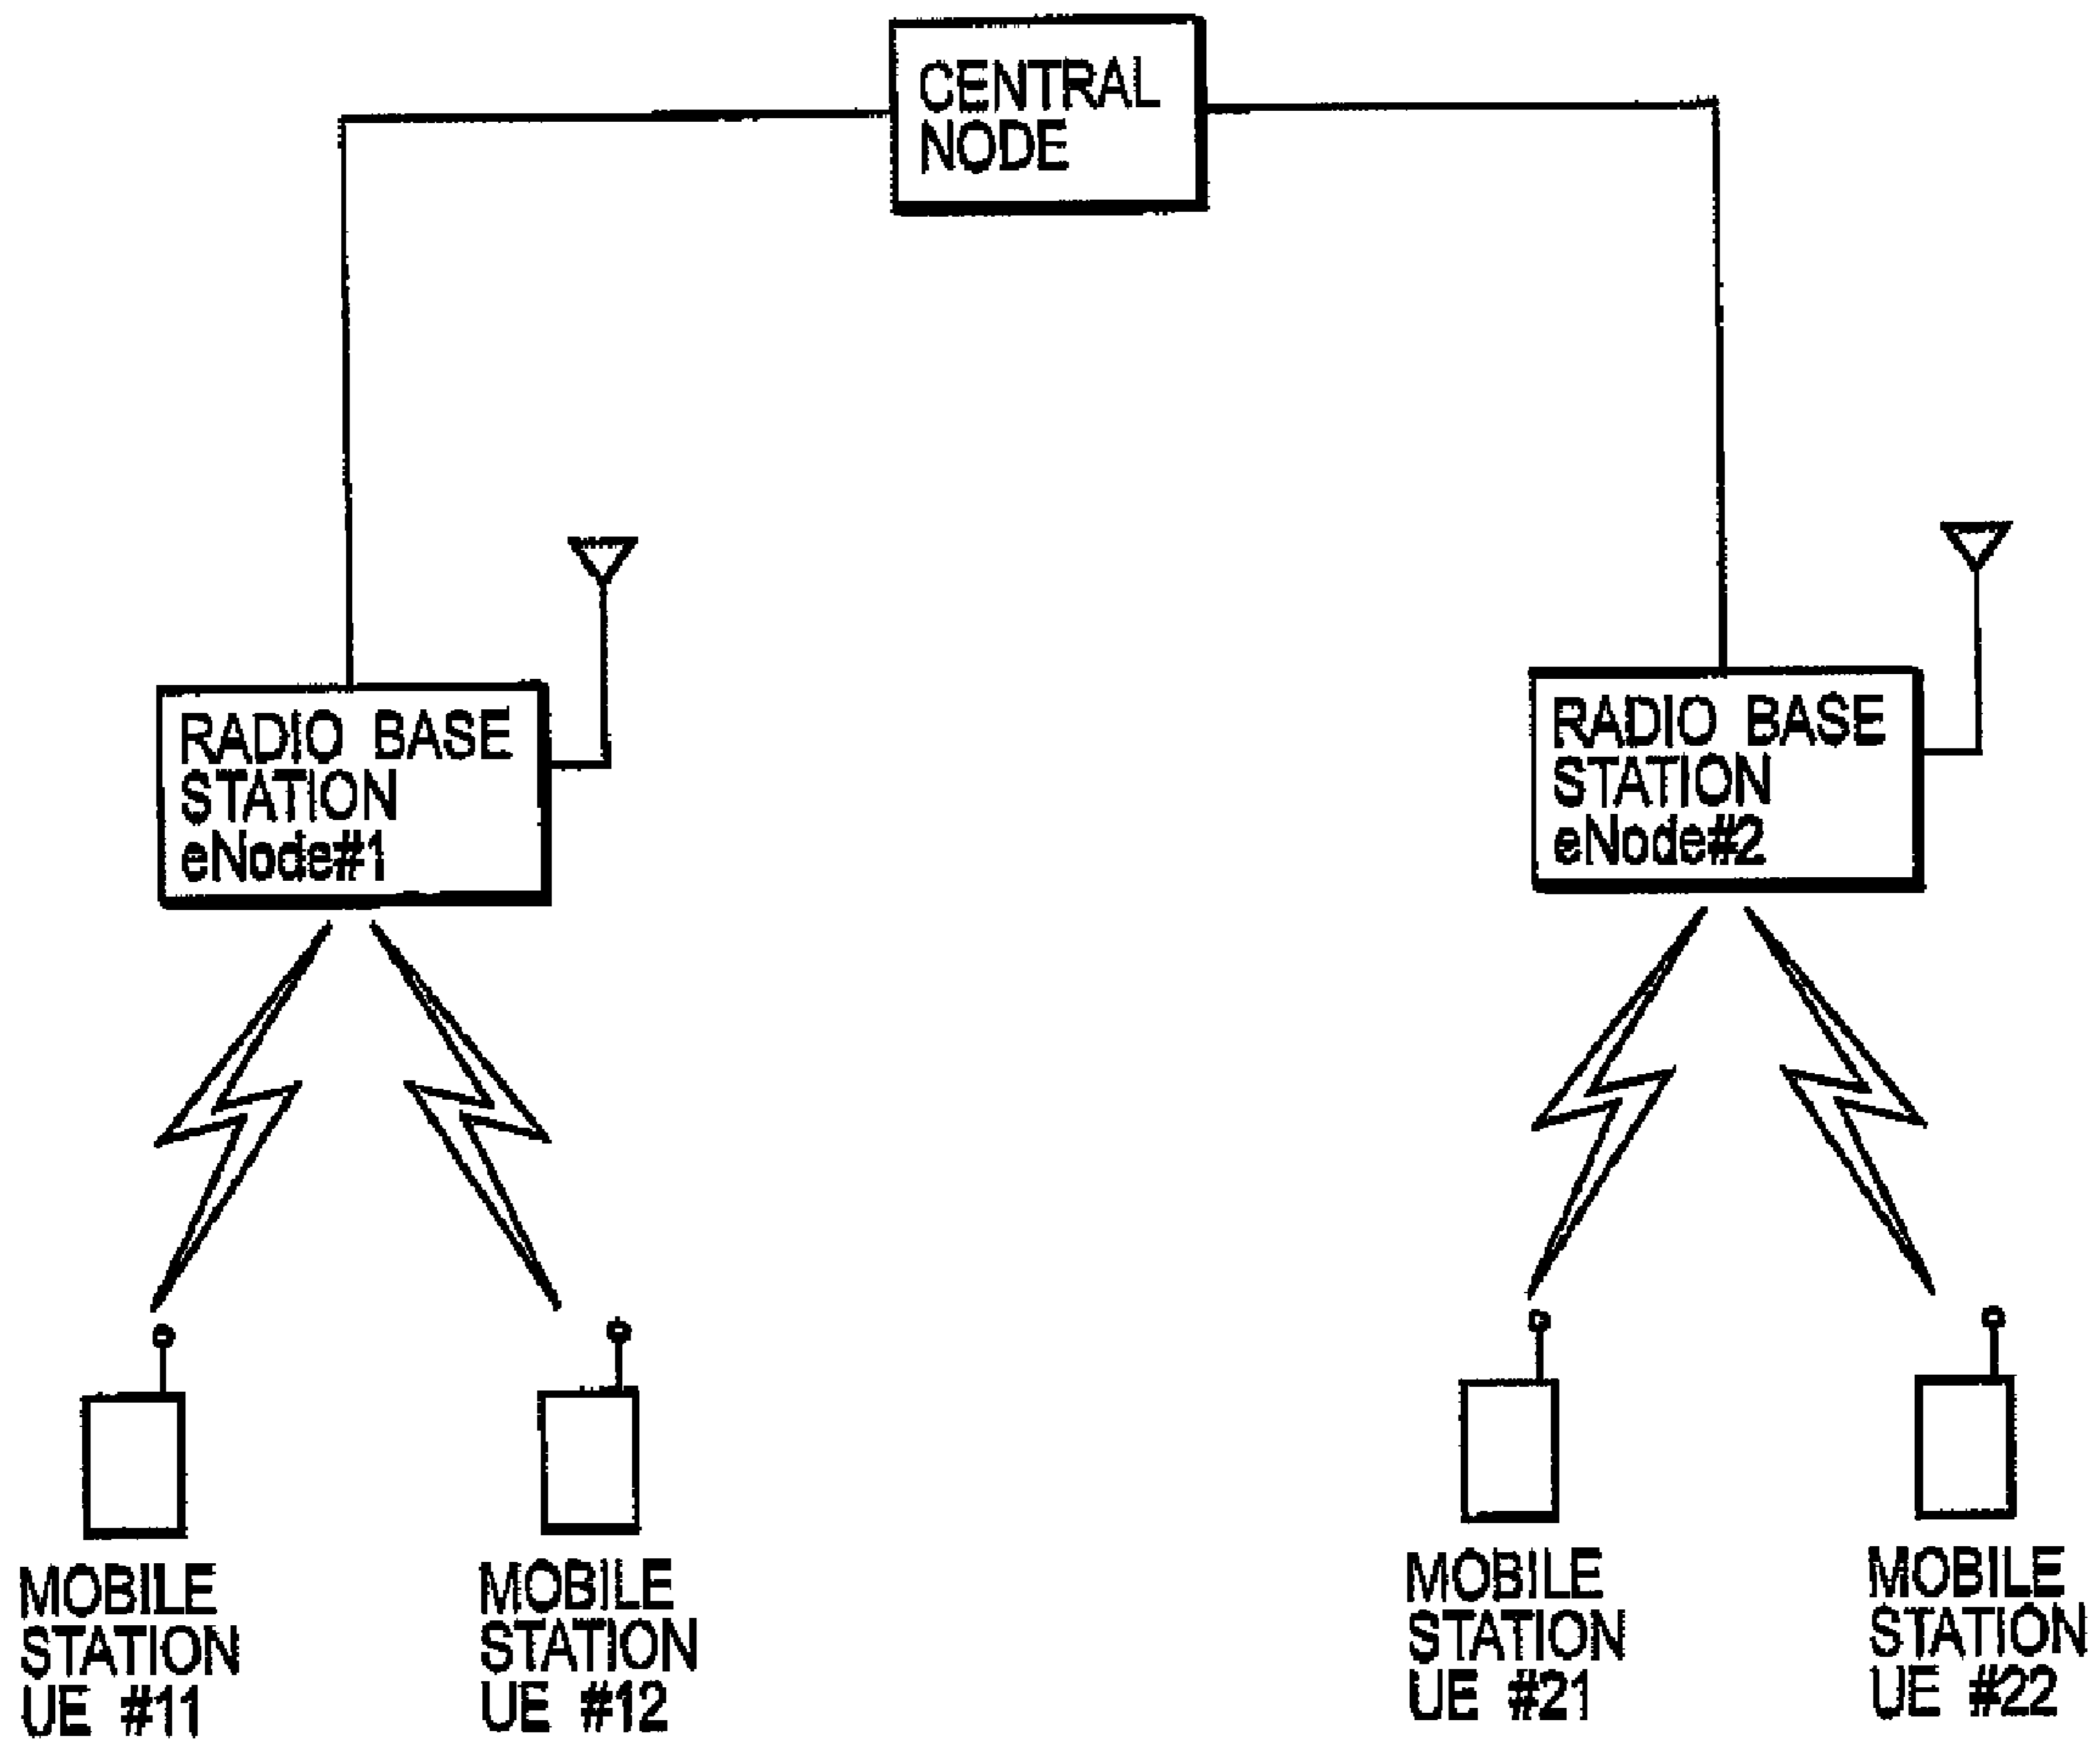 CENTRAL
NODE
RADIO BASE
STATION
eNode#1
RADIO BASE
STATION
eNode#2
MOBILE
STATION
UE #11
MOBILE
STATION
UE #12
MOBILE
STATION
UE #21
MOBILE
STATION
UE #22